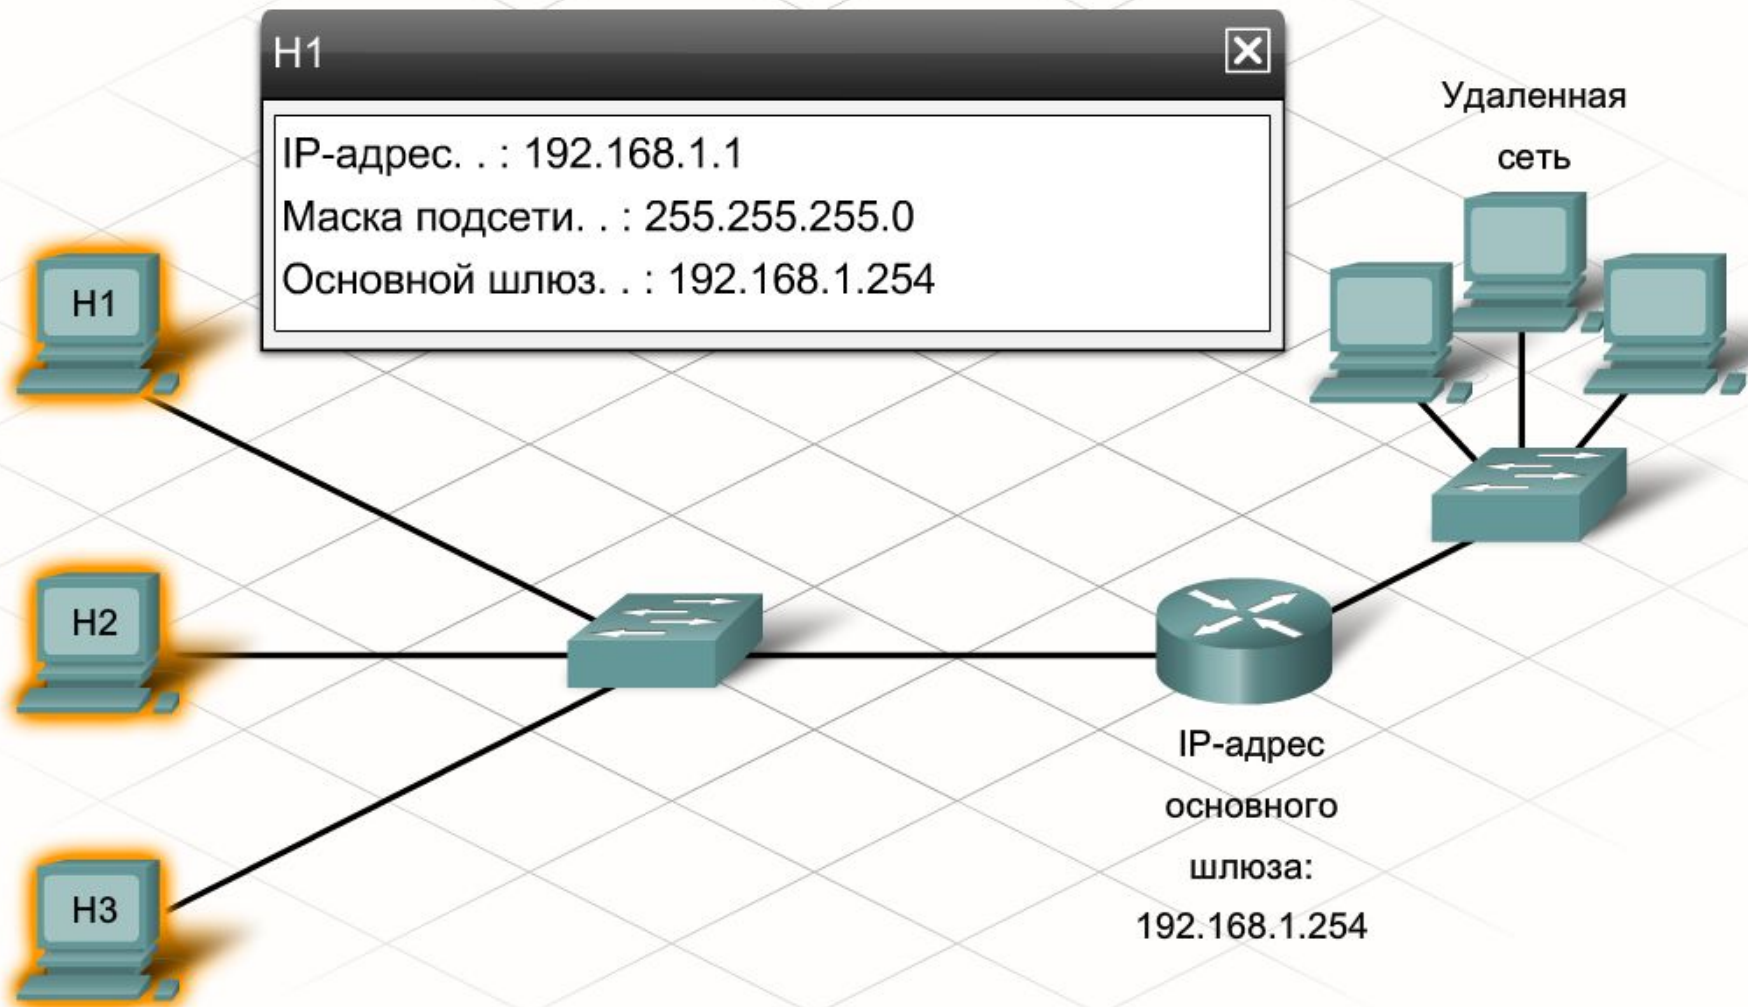 H1
IP-адрес. . : 192.168.1.1
Маска подсети. . : 255.255.255.0
Основной шлюз. . : 192.168.1.254
Удаленная
сеть
H1
H2
H3
IP-адрес
основного
шлюза:
192.168.1.254